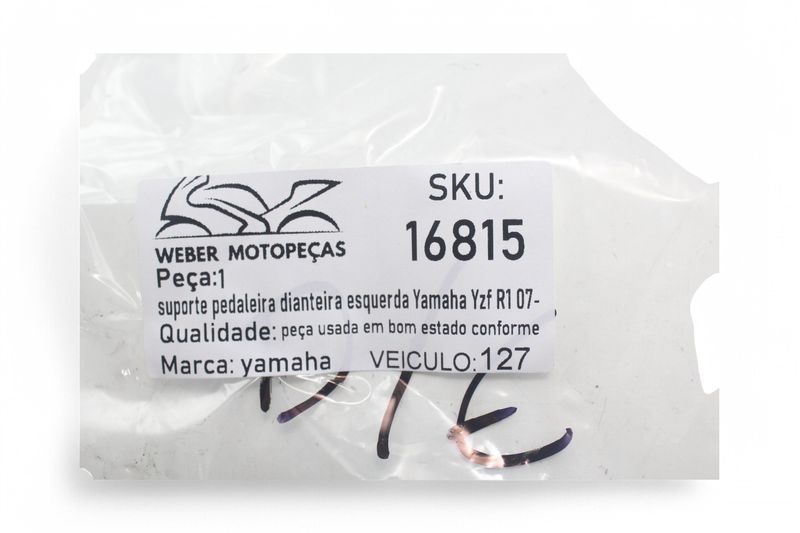 WEBER MOTOPEÇAS
SKU:
16815
Peça:1
suporte pedaleira dianteira esquerda Yamaha Yzf R1 07-
Qualidade: peça usada em bom estado conforme
Marca: yamaha VEICULO:127